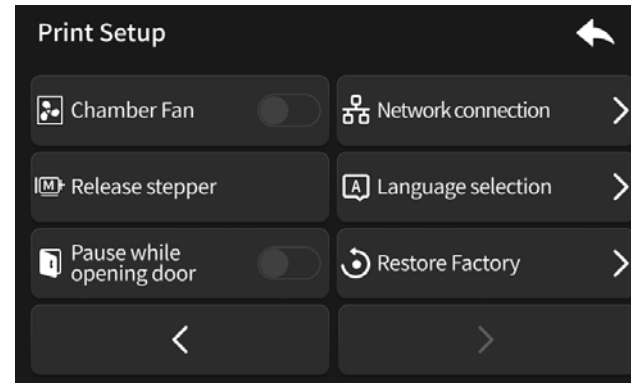 Print Setup
Chamber Fan
Network connection
M
Release stepper
A
Language selection
Pause while
opening door
Restore Factory